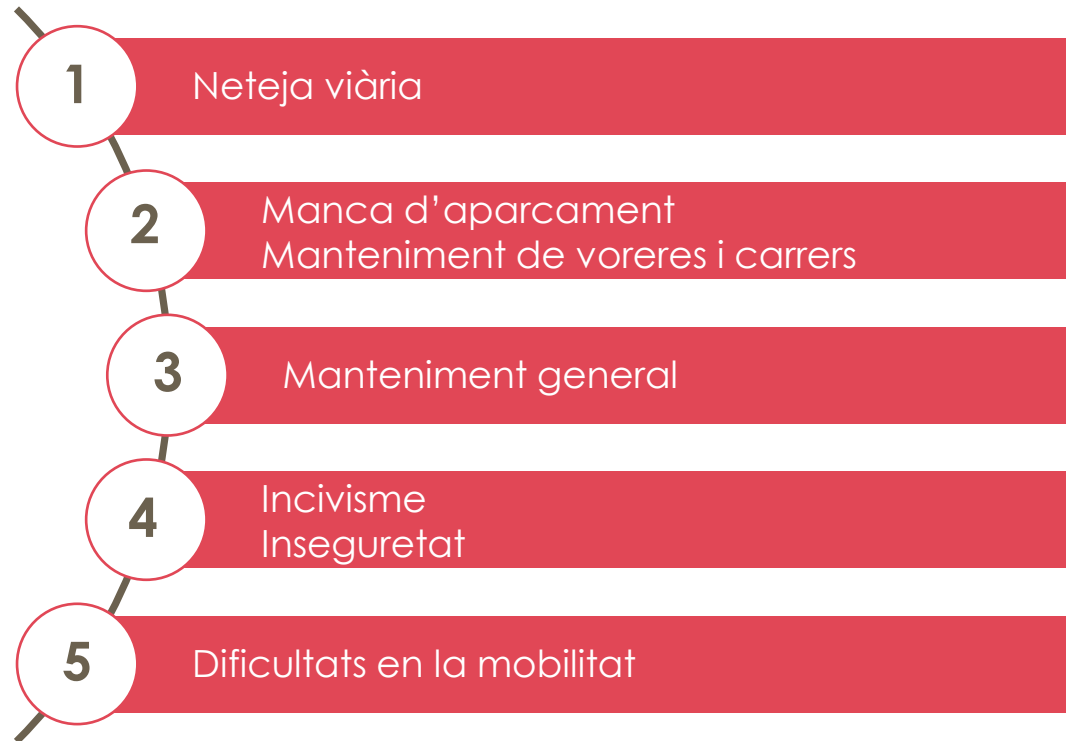 1
Neteja viària
2
Manca d’aparcament
Manteniment de voreres i carrers
3
Manteniment general
4
Incivisme
Inseguretat
5
Dificultats en la mobilitat